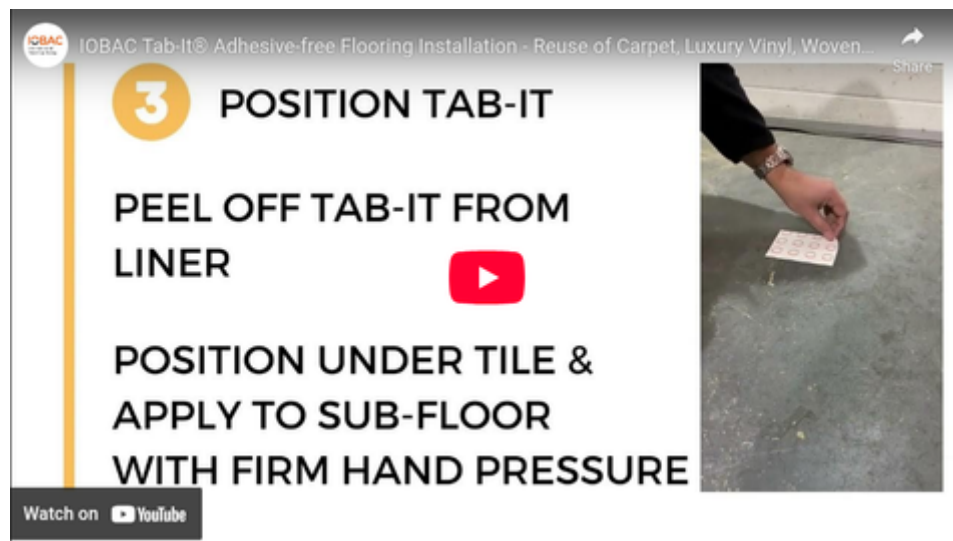 IOBAC
IOBAC Tab-It® Adhesive-free Flooring Installation - Reuse of Carpet, Luxury Vinyl, Woven...
Share
3 POSITION TAB-IT
PEEL OFF TAB-IT FROM
LINER
POSITION UNDER TILE &
APPLY TO SUB-FLOOR
WITH FIRM HAND PRESSURE
Watch on YouTube